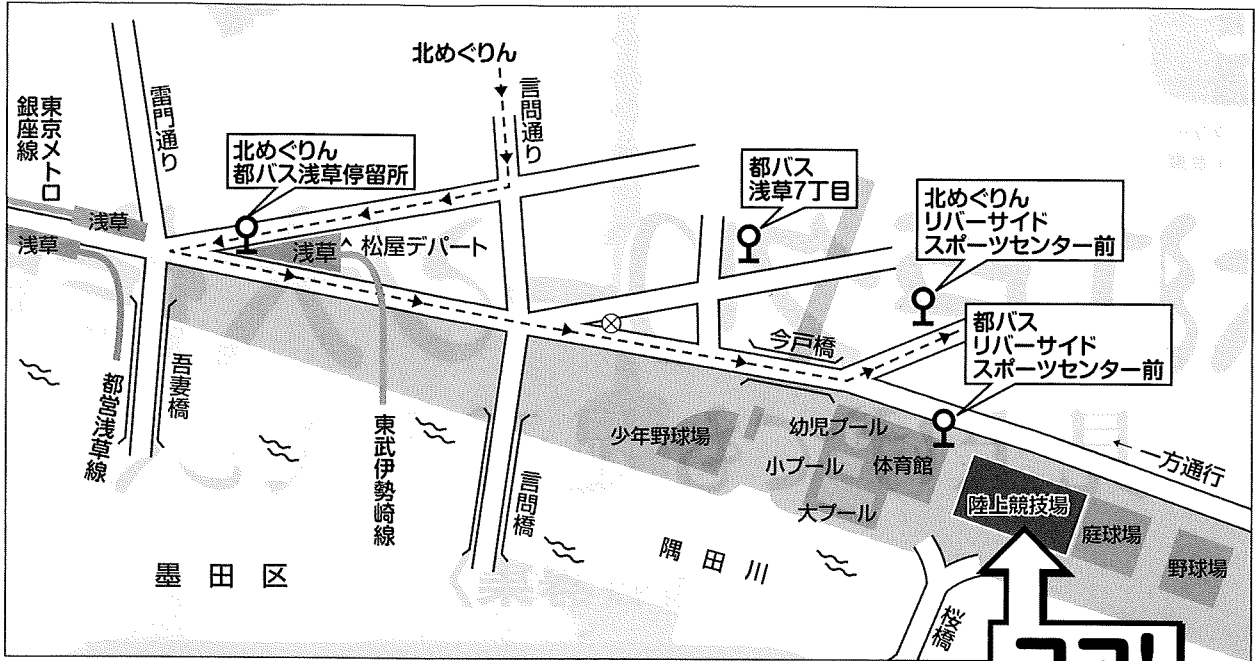 北めぐりん
雷門通り
言問通り
東京メトロ
銀座線
北めぐりん
都バス浅草停留所
都バス
浅草7丁目
北めぐりん
リバーサイド
スポーツセンター前
浅草
浅草
浅草
松屋デパート
都バス
リバーサイド
スポーツセンター前
今戸橋
吾妻橋
都営浅草線
東武伊勢崎線
言問橋
少年野球場
幼児プール
小プール
体育館
大プール
一方通行
陸上競技場
庭球場
野球場
隅田川
墨田区
桜橋
ココ!